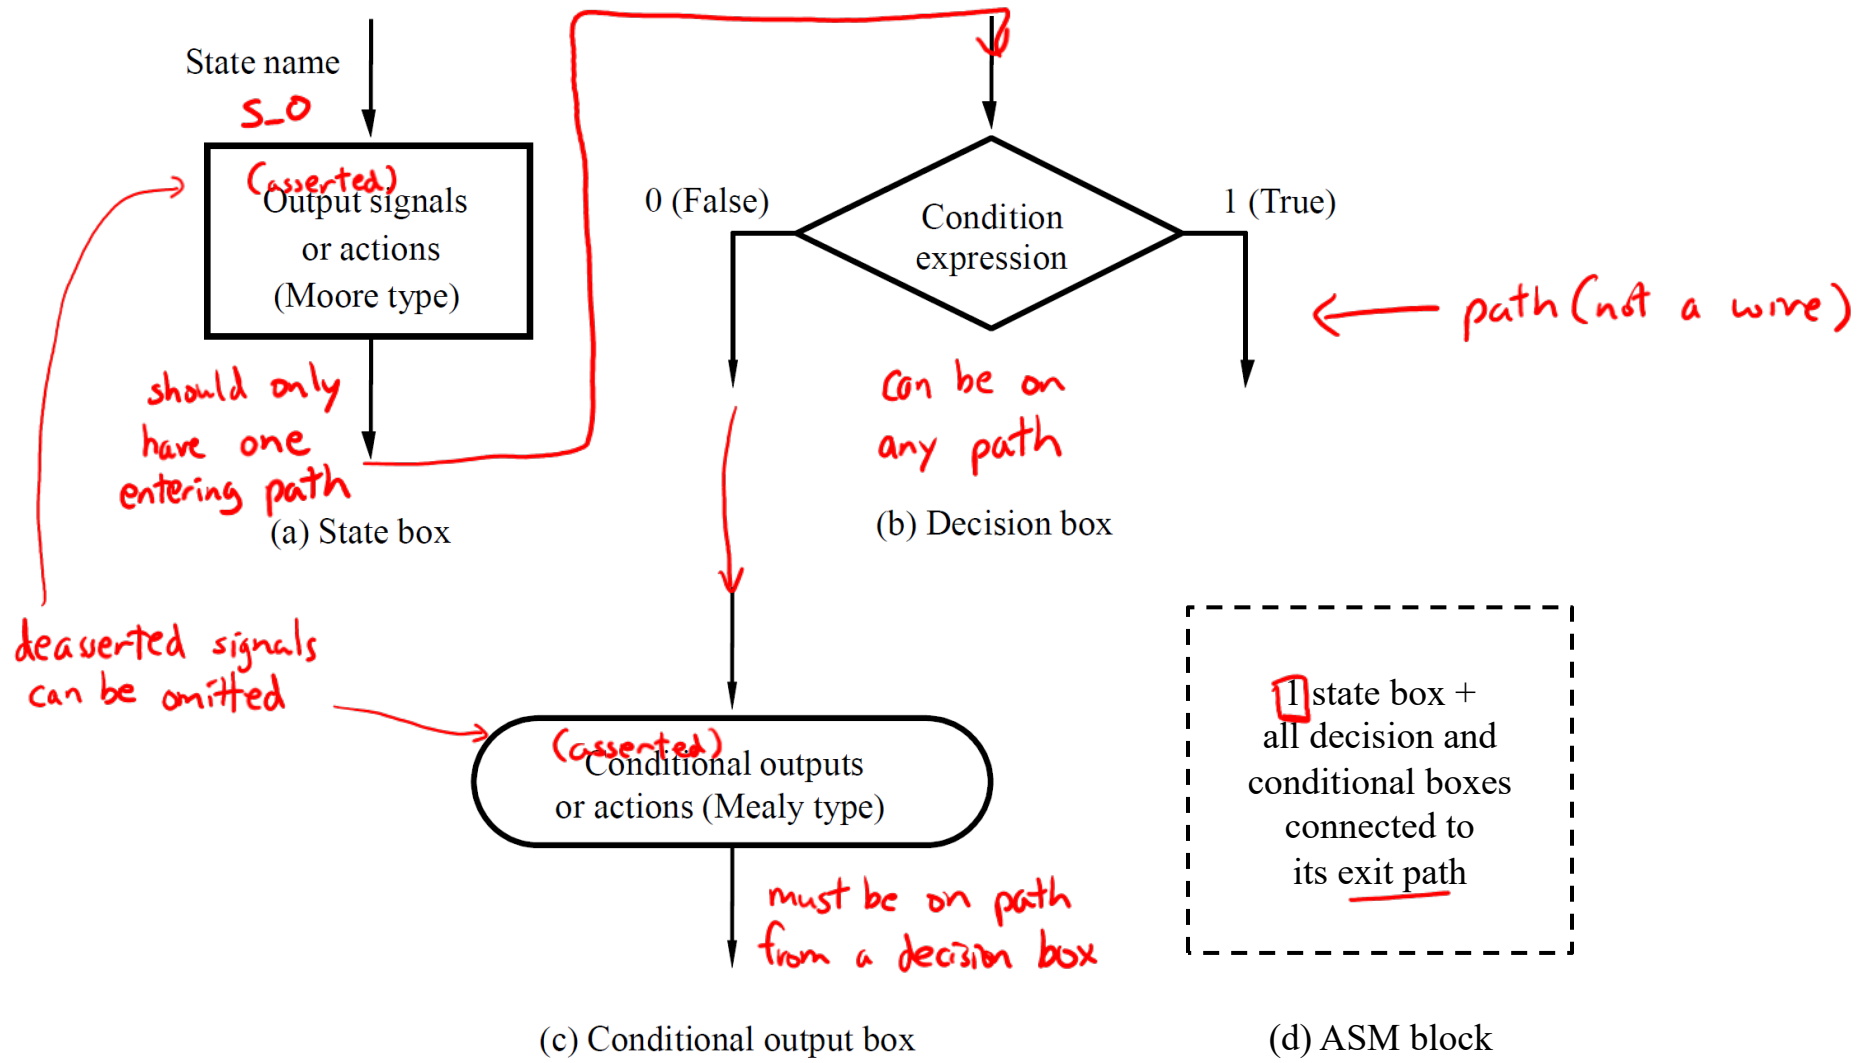 State name
S_0
(asserted)
Output signals
or actions
(Moore type)
should only
have one
entering path
(a) State box
0 (False)
Condition
expression
1 (True)
path (not a wire)
can be on
any path
(b) Decision box
deasserted signals
can be omitted
(asserted)
Conditional outputs
or actions (Mealy type)
must be on path
from a decision box
(c) Conditional output box
1 state box +
all decision and
conditional boxes
connected to
its exit path
(d) ASM block